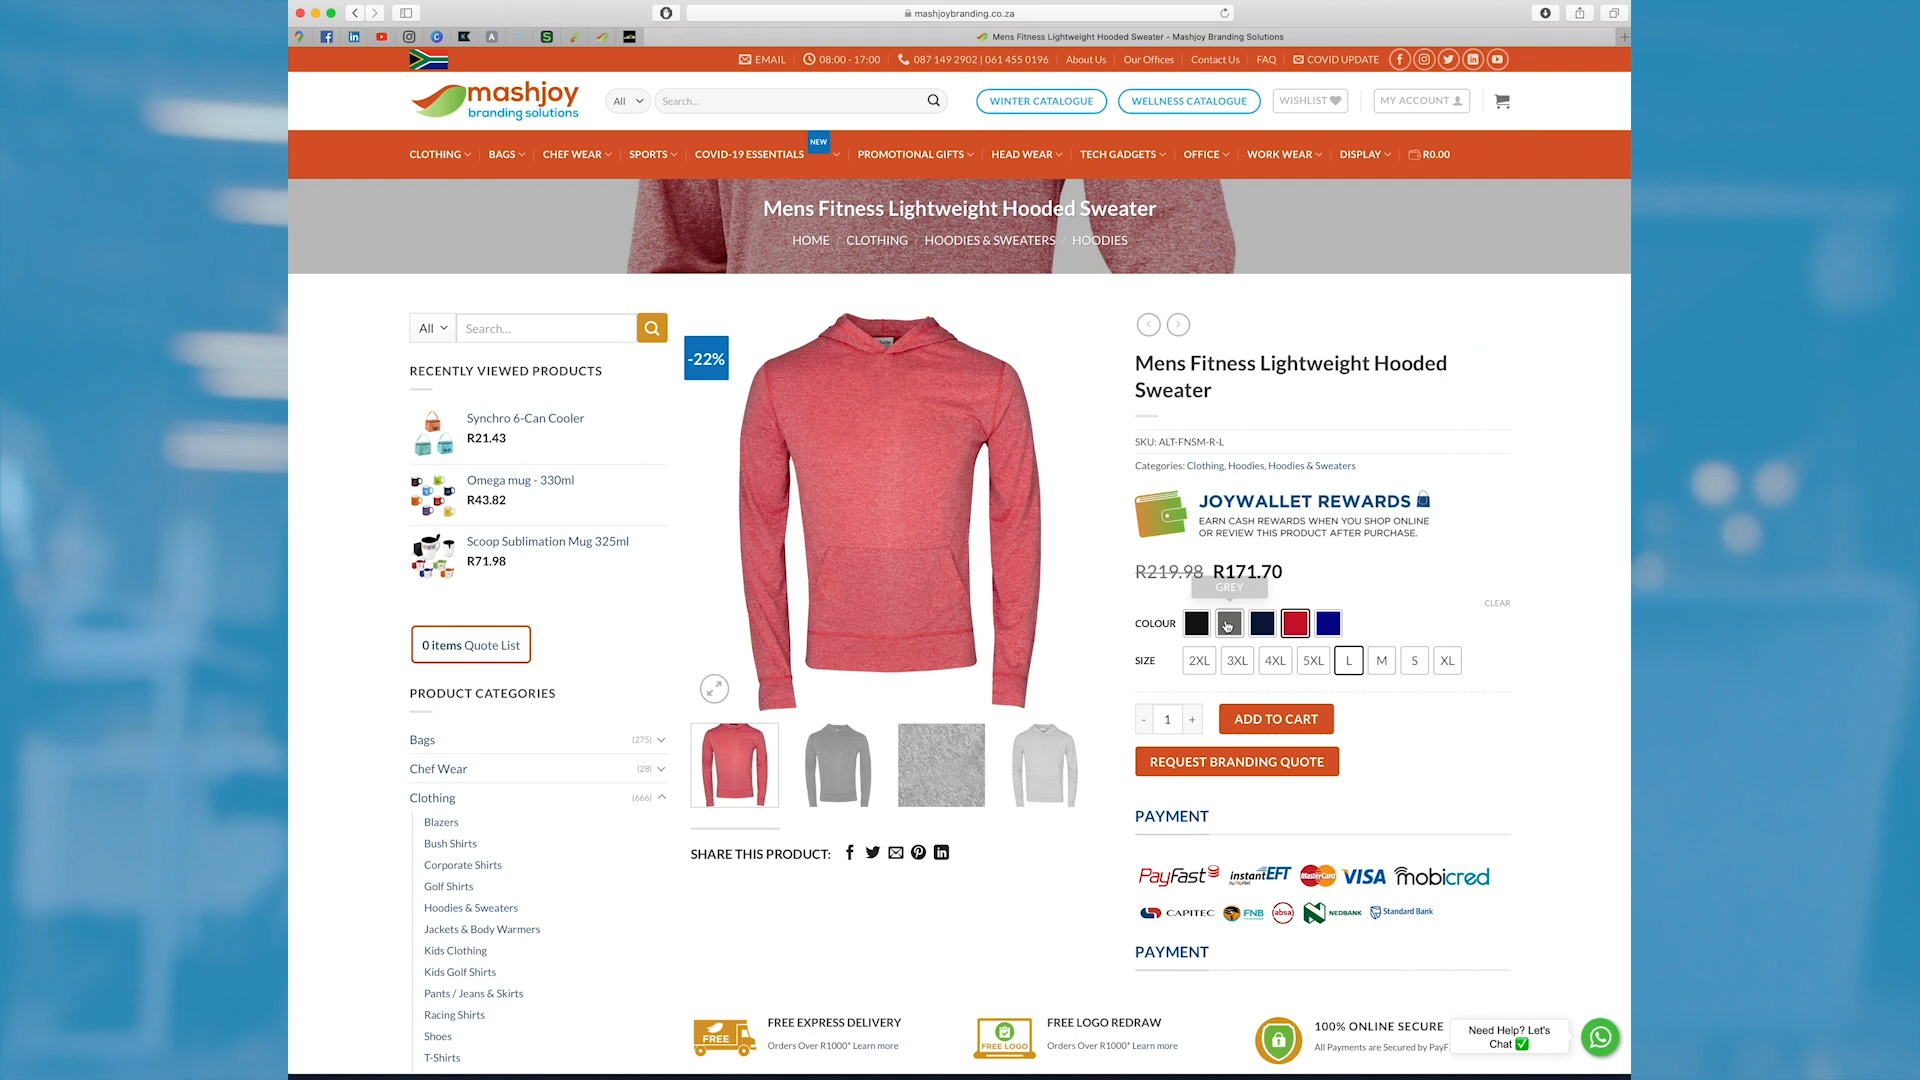 mashjoybranding.co.za
Mens Fitness Lightweight Hooded Sweater - Mashjoy Branding Solutions
EMAIL
08:00 - 17:00
087 149 2902 | 061 455 0196
About Us
Our Offices
Contact Us
FAQ
COVID UPDATE
mashjoy
branding solutions
All
Search...
WINTER CATALOGUE
WELLNESS CATALOGUE
WISHLIST
MY ACCOUNT
NEW
CLOTHING
BAGS
CHEF WEAR
SPORTS
COVID-19 ESSENTIALS
PROMOTIONAL GIFTS
HEAD WEAR
TECH GADGETS
OFFICE
WORK WEAR
DISPLAY
R0.00
Mens Fitness Lightweight Hooded Sweater
HOME / CLOTHING / HOODIES & SWEATERS / HOODIES
All
Search...
RECENTLY VIEWED PRODUCTS
Synchro 6-Can Cooler
R21.43
Omega mug - 330ml
R43.82
Scoop Sublimation Mug 325ml
R71.98
0 items Quote List
PRODUCT CATEGORIES
Bags (275)
Chef Wear (28)
Clothing (666)
Blazers
Bush Shirts
Corporate Shirts
Golf Shirts
Hoodies & Sweaters
Jackets & Body Warmers
Kids Clothing
Kids Golf Shirts
Pants / Jeans & Skirts
Racing Shirts
Shoes
T-Shirts
-22%
SHARE THIS PRODUCT:
Mens Fitness Lightweight Hooded
Sweater
SKU: ALT-FNSM-R-L
Categories: Clothing, Hoodies, Hoodies & Sweaters
JOYWALLET REWARDS
EARN CASH REWARDS WHEN YOU SHOP ONLINE
OR REVIEW THIS PRODUCT AFTER PURCHASE.
R219.98 R171.70
GREY
CLEAR
COLOUR
SIZE
2XL
3XL
4XL
5XL
L
M
S
XL
- 1 +
ADD TO CART
REQUEST BRANDING QUOTE
PAYMENT
PayFast
instantEFT
by PayFast
MasterCard
VISA
mobicred
CAPITEC
FNB
absa
NEDBANK
Standard Bank
PAYMENT
FREE
FREE EXPRESS DELIVERY
Orders Over R1000* Learn more
FREE LOGO
FREE LOGO REDRAW
Orders Over R1000* Learn more
100% ONLINE SECURE
All Payments are Secured by PayF
Need Help? Let's
Chat